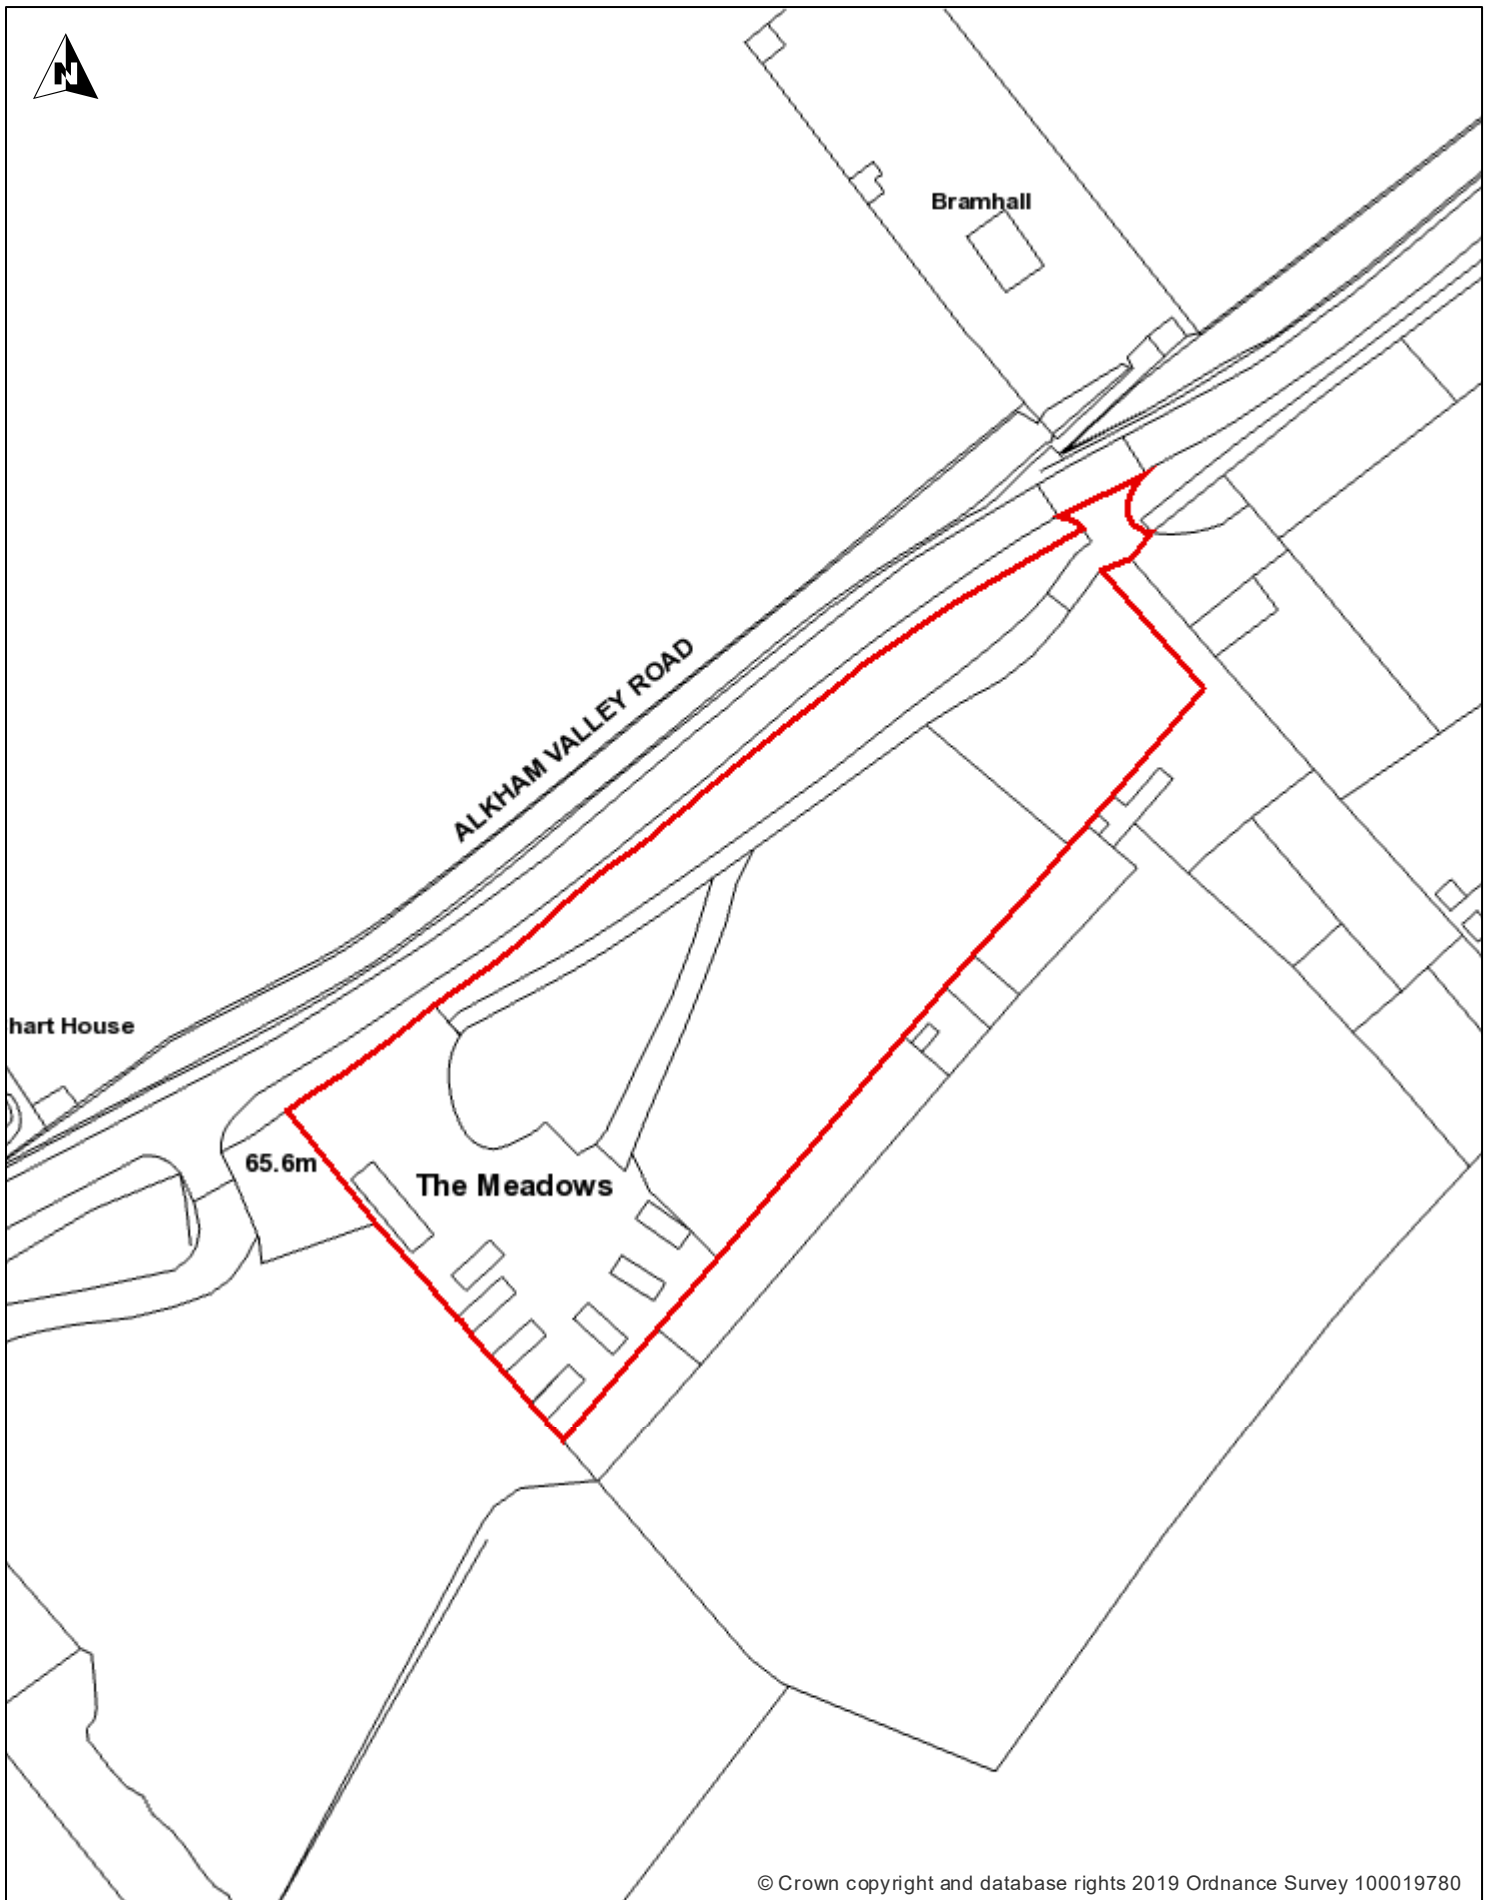 N
Bramhall
ALKHAM VALLEY ROAD
hart House
65.6m
The Meadows
© Crown copyright and database rights 2019 Ordnance Survey 100019780